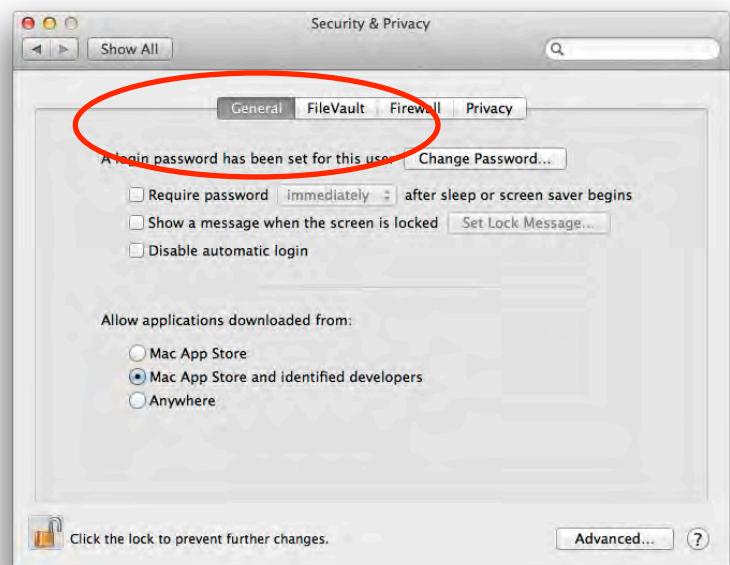 Security & Privacy
Show All
General FileVault Firewall Privacy
A login password has been set for this user Change Password...
Require password immediately after sleep or screen saver begins
Show a message when the screen is locked Set Lock Message...
Disable automatic login
Allow applications downloaded from:
Mac App Store
Mac App Store and identified developers
Anywhere
Click the lock to prevent further changes. Advanced... ?